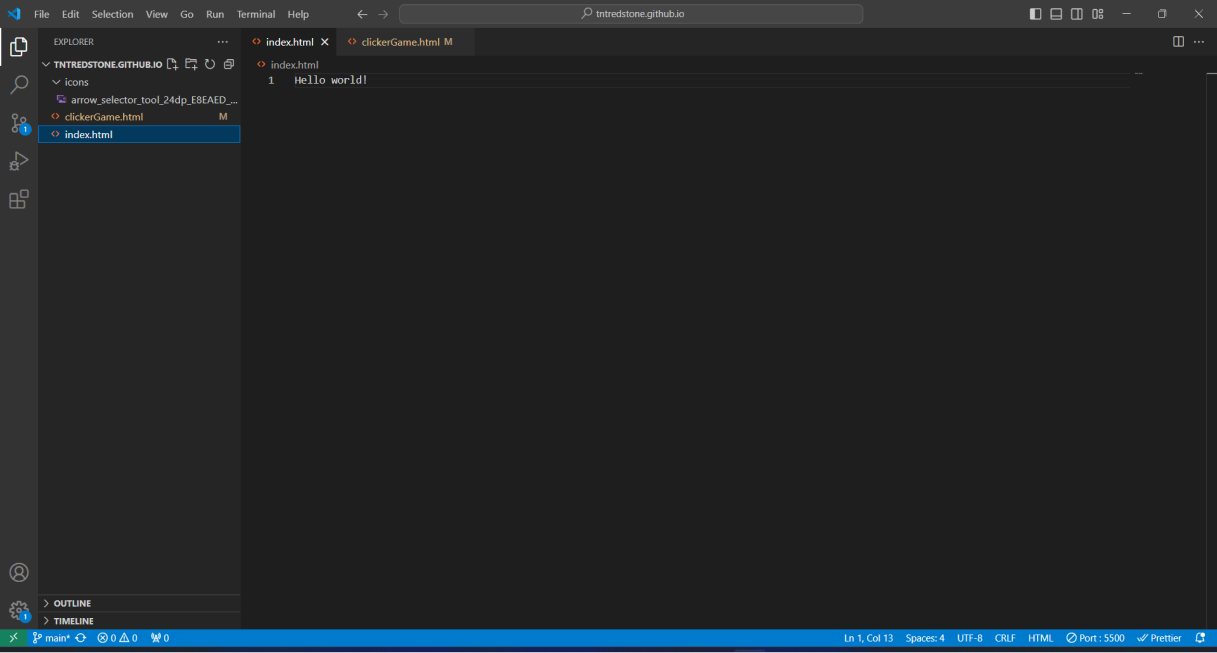 File Edit Selection View Go Run Terminal Help tntredstone.github.io
EXPLORER
index.html
clickerGame.html M
TNTREDSTONE.GITHUB.IO
index.html
icons
1 Hello world!
arrow_selector_tool_24dp_E8EAED_...
clickerGame.html M
index.html
1
1
OUTLINE
TIMELINE
main* 0 0 0 Ln 1, Col 13 Spaces: 4 UTF-8 CRLF HTML Port : 5500 Prettier